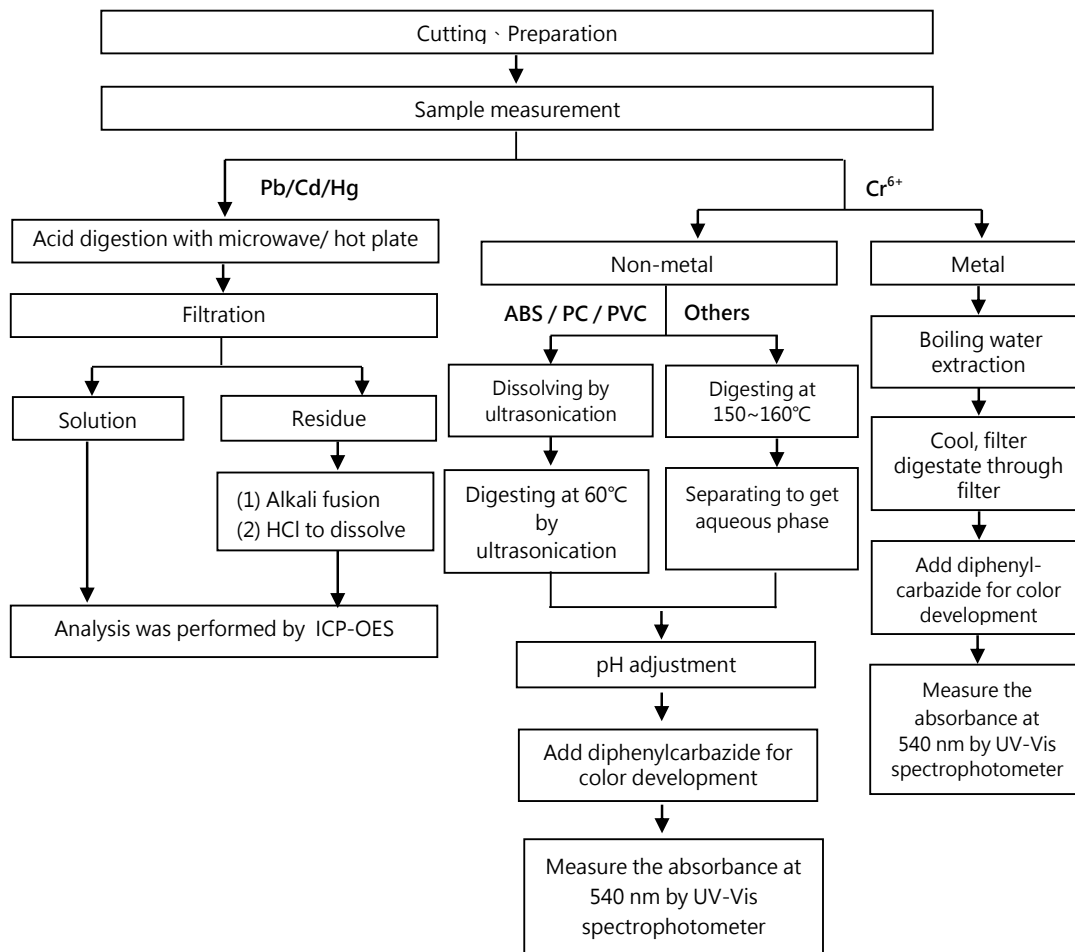 Cutting、Preparation
Sample measurement
Pb/Cd/Hg
Cr⁶⁺
Acid digestion with microwave/ hot plate
Filtration
Solution
Residue
(1) Alkali fusion
(2) HCl to dissolve
Analysis was performed by ICP-OES
Non-metal
ABS / PC / PVC
Others
Dissolving by
ultrasonication
Digesting at 60℃
by
ultrasonication
Digesting at
150~160℃
Separating to get
aqueous phase
pH adjustment
Add diphenylcarbazide for
color development
Measure the absorbance at
540 nm by UV-Vis
spectrophotometer
Metal
Boiling water
extraction
Cool, filter
digestate through
filter
Add diphenyl-
carbazide for color
development
Measure the
absorbance at
540 nm by UV-Vis
spectrophotometer